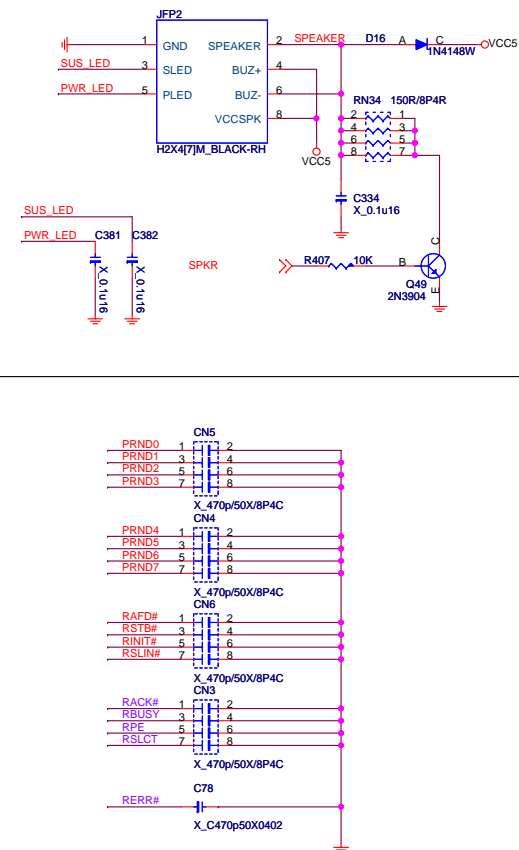 JFP2
1 GND SPEAKER 2 SPEAKER D16 A C VCC5
1N4148W
SUS_LED 3 SLED BUZ+ 4
PWR_LED 5 PLED BUZ- 6
RN34 150R/8P4R
VCCSPK 8
2 1
4 3
6 5
8 7
H2X4[7]M_BLACK-RH
VCC5
C334
X_0.1u16
SUS_LED
PWR_LED C381 C382
X_0.1u16
X_0.1u16
SPKR
R407 10K B C
E
Q49
2N3904
CN5
PRND0 1 2
PRND1 3 4
PRND2 5 6
PRND3 7 8
X_470p/50X/8P4C
CN4
PRND4 1 2
PRND5 3 4
PRND6 5 6
PRND7 7 8
X_470p/50X/8P4C
CN6
RAFD# 1 2
RSTB# 3 4
RINIT# 5 6
RSLIN# 7 8
X_470p/50X/8P4C
CN3
RACK# 1 2
RBUSY 3 4
RPE 5 6
RSLCT 7 8
X_470p/50X/8P4C
C78
RERR#
X_C470p50X0402